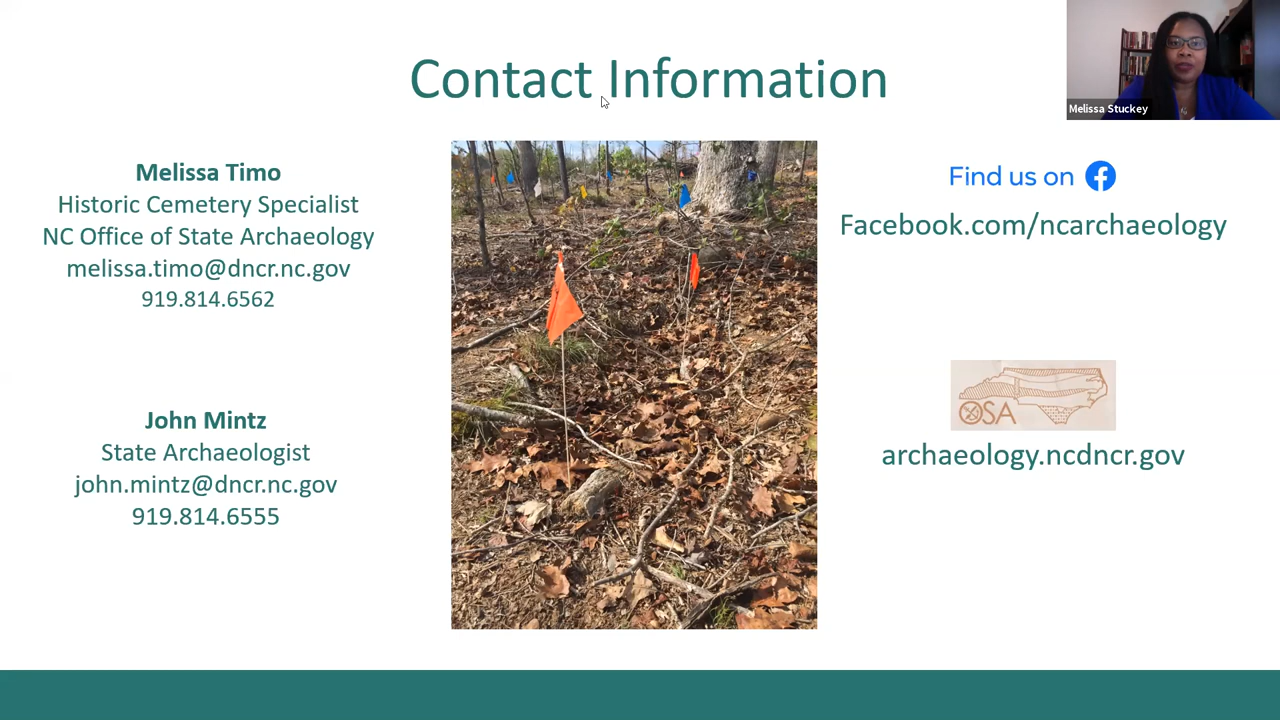 Contact Information
Melissa Stuckey
Melissa Timo
Historic Cemetery Specialist
NC Office of State Archaeology
melissa.timo@dncr.nc.gov
919.814.6562
John Mintz
State Archaeologist
john.mintz@dncr.nc.gov
919.814.6555
Find us on
Facebook.com/ncarchaeology
OSA
archaeology.ncdncr.gov